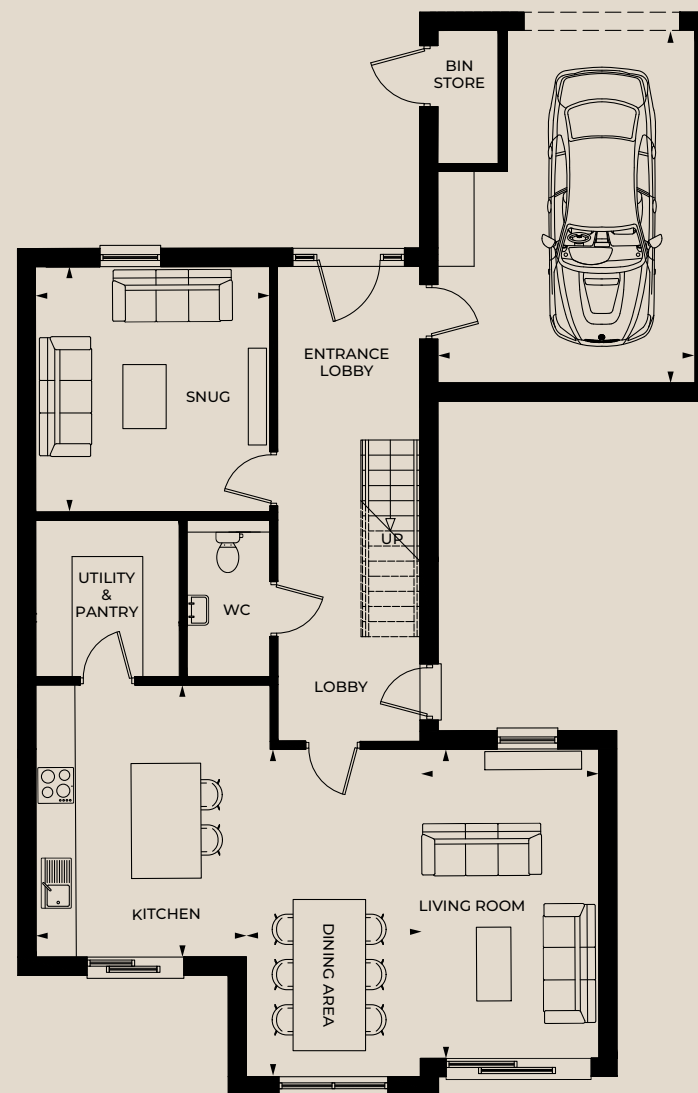 BIN
STORE
ENTRANCE
LOBBY
SNUG
UP
UTILITY
&
PANTRY
WC
LOBBY
KITCHEN
LIVING ROOM
DINING AREA